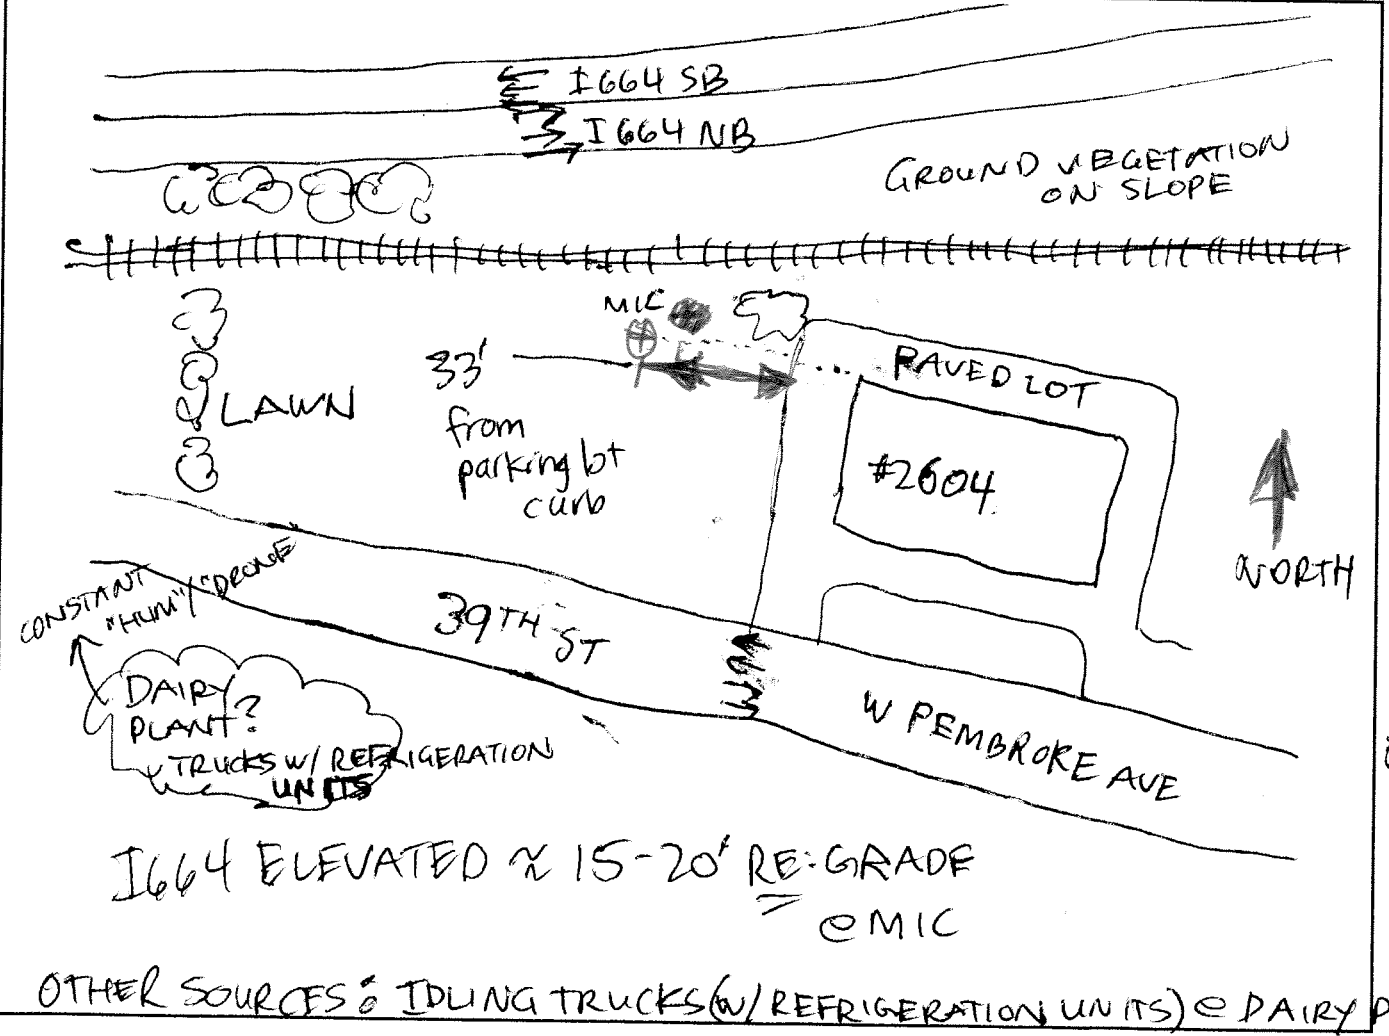 I664 SB
I664 NB
GROUND VEGETATION
ON SLOPE
MIC
33'
from
parking lot
curb
PAVED LOT
LAWN
#2604
NORTH
CONSTANT
"HUM"/"DRONE
39TH ST
DAIRY
PLANT?
TRUCKS W/ REFRIGERATION
UNITS
W PEMBROKE AVE
I664 ELEVATED ≈ 15-20' RE: GRADE
@ MIC
OTHER SOURCES: IDLING TRUCKS (W/ REFRIGERATION UNITS) @ DAIRY P